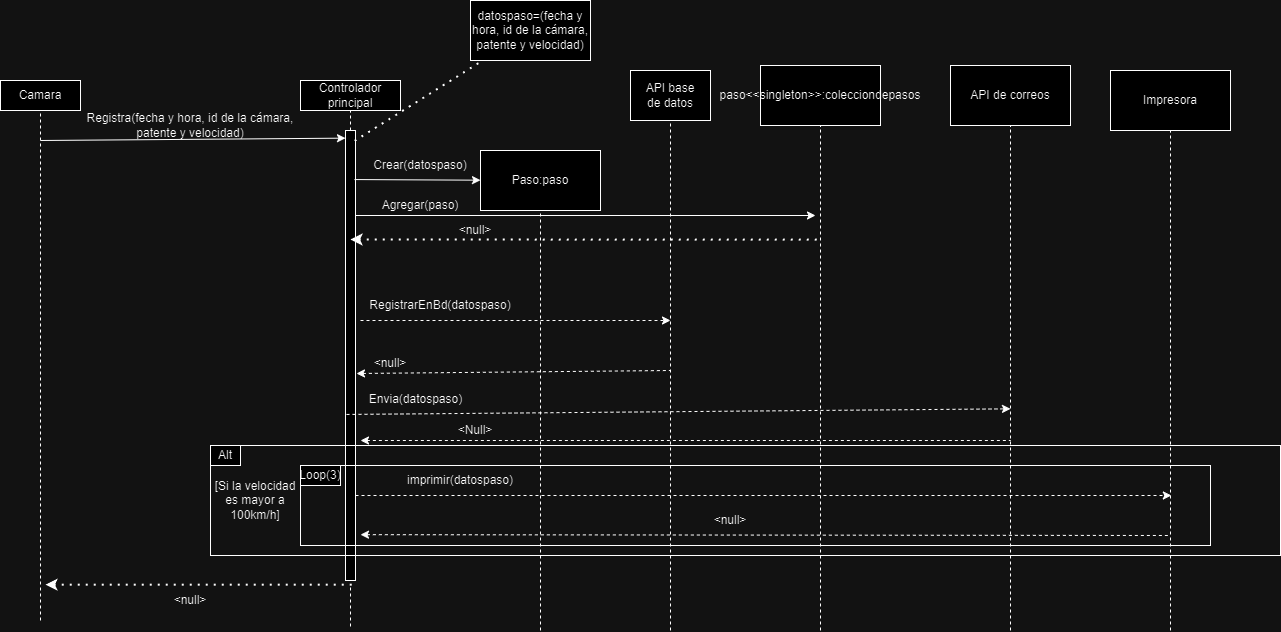 datospaso=(fecha y
hora, id de la cámara,
patente y velocidad)
Camara
Controlador
principal
API base
de datos
paso<<singleton>>:colecciondepasos
API de correos
Impresora
Registra(fecha y hora, id de la cámara,
patente y velocidad)
Crear(datospaso)
Paso:paso
Agregar(paso)
<null>
RegistrarEnBd(datospaso)
<null>
Envia(datospaso)
<Null>
Alt
Loop(3)
[Si la velocidad
es mayor a
100km/h]
imprimir(datospaso)
<null>
<null>